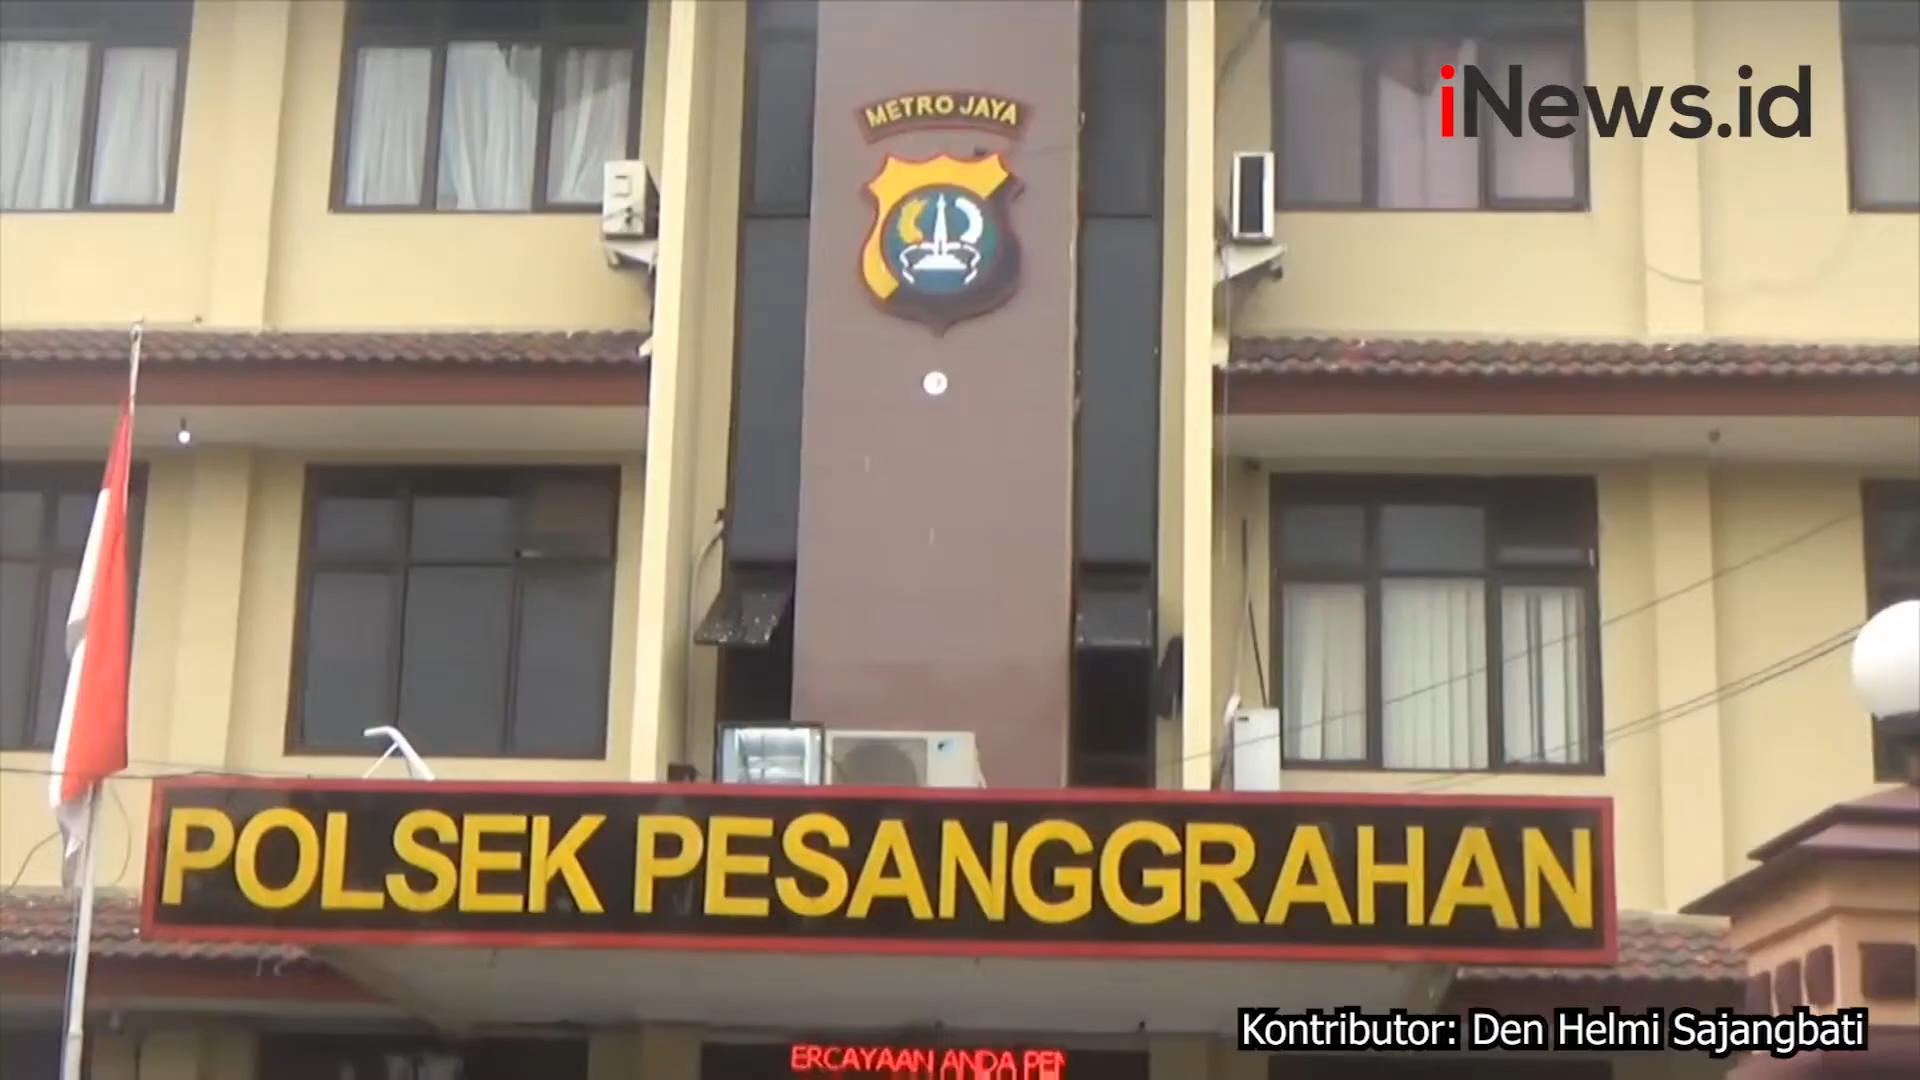 iNews.id
METRO JAYA
POLSEK PESANGGRAHAN
Kontributor: Den Helmi Sajangbati
ERCAYAAN ANDA PE